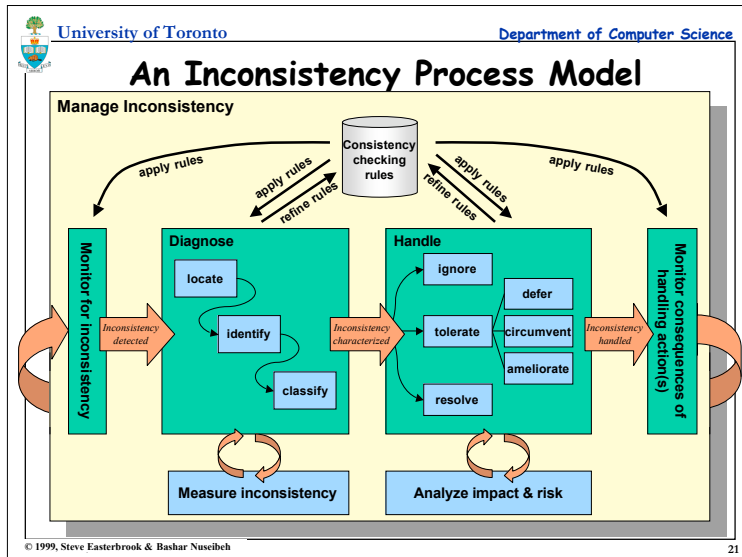 University of Toronto
Department of Computer Science
An Inconsistency Process Model
Manage Inconsistency
Consistency
checking
rules
apply rules
apply rules
refine rules
apply rules
refine rules
apply rules
Monitor for inconsistency
Inconsistency
detected
Diagnose
locate
identify
classify
Inconsistency
characterized
Handle
ignore
tolerate
resolve
defer
circumvent
ameliorate
Inconsistency
handled
Monitor consequences of
handling action(s)
Measure inconsistency
Analyze impact & risk
© 1999, Steve Easterbrook & Bashar Nuseibeh
21